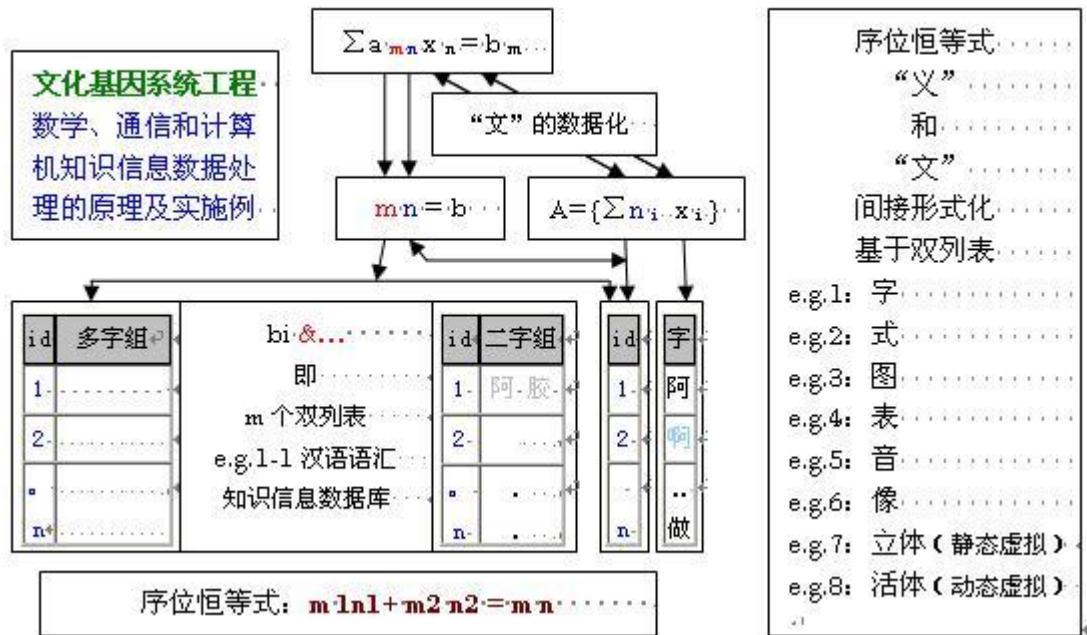 ∑a mn x n = b m
文化基因系统工程
数学、通信和计算
机知识信息数据处
理的原理及实施例
“文”的数据化
m n = b
A={∑n i x i}
id 多字组
1
2
n
bi &...
即
m 个双列表
e.g.1-1 汉语语汇
知识信息数据库
id 二字组
1 阿胶
2
n
id
1
2
n
字
阿
啊
..
做
序位恒等式: m1n1+m2n2=mn
序位恒等式
“义”
和
“文”
间接形式化
基于双列表
e.g.1: 字
e.g.2: 式
e.g.3: 图
e.g.4: 表
e.g.5: 音
e.g.6: 像
e.g.7: 立体(静态虚拟)
e.g.8: 活体(动态虚拟)